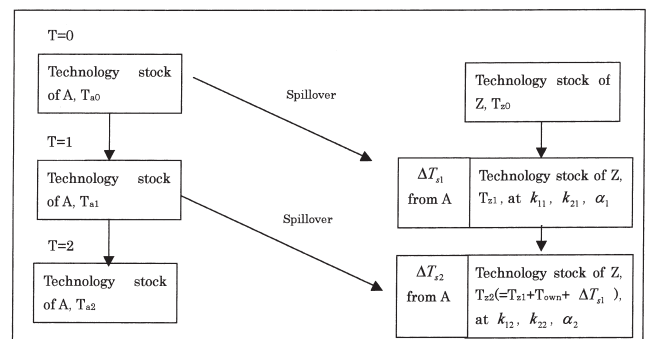 T=0
Technology stock
of A, Ta0
Spillover
Technology stock of
Z, Tz0
T=1
Technology stock
of A, Ta1
ΔTs1
from A
Technology stock of Z,
Tz1, at k11, k21, α1
Spillover
T=2
Technology stock
of A, Ta2
ΔTs2
from A
Technology stock of Z,
Tz2(=Tz1+Town+ ΔTs1 ),
at k12, k22, α2